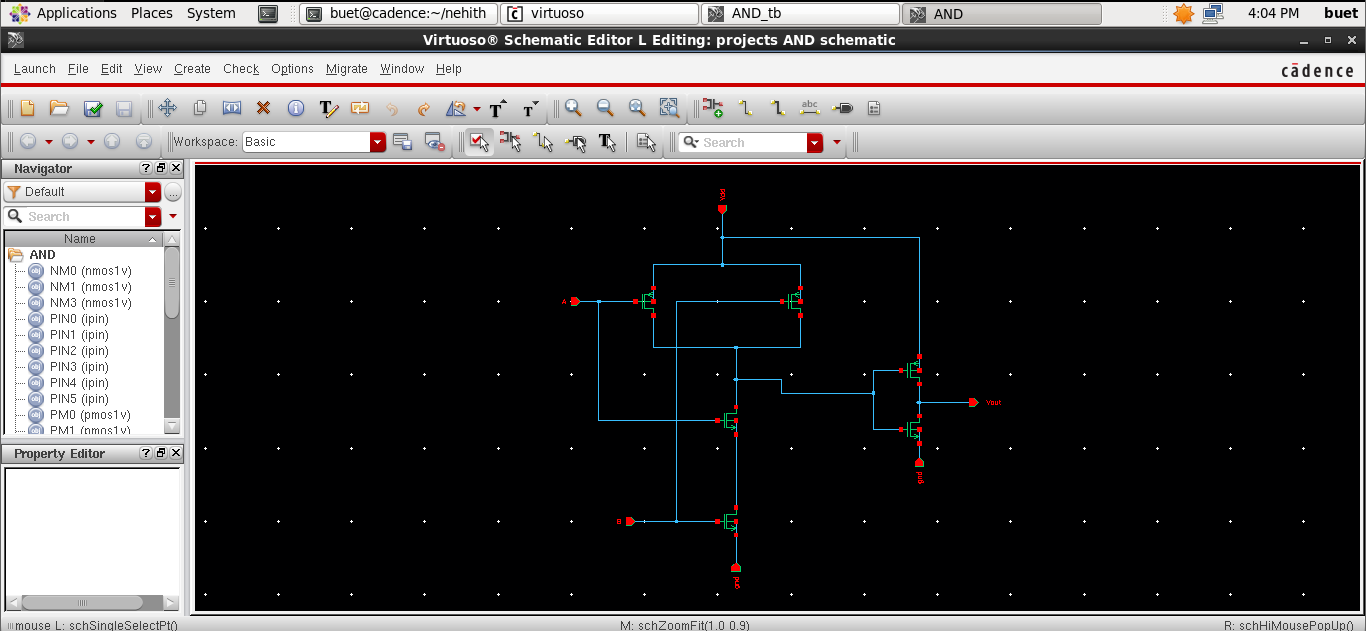 Applications Places System buet@cadence:~/nehith virtuoso AND_tb AND 4:04 PM buet
Virtuoso® Schematic Editor L Editing: projects AND schematic
Launch File Edit View Create Check Options Migrate Window Help cādence
abc
Workspace: Basic Search
Navigator
Default
Search
Name
AND
NM0 (nmos1v)
NM1 (nmos1v)
NM3 (nmos1v)
PIN0 (ipin)
PIN1 (ipin)
PIN2 (ipin)
PIN3 (ipin)
PIN4 (ipin)
PIN5 (ipin)
PM0 (pmos1v)
PM1 (pmos1v)
Property Editor
Vdd
A
Vout
gnd
B
gnd
mouse L: schSingleSelectPt() M: schZoomFit(1.0 0.9) R: schHiMousePopUp()